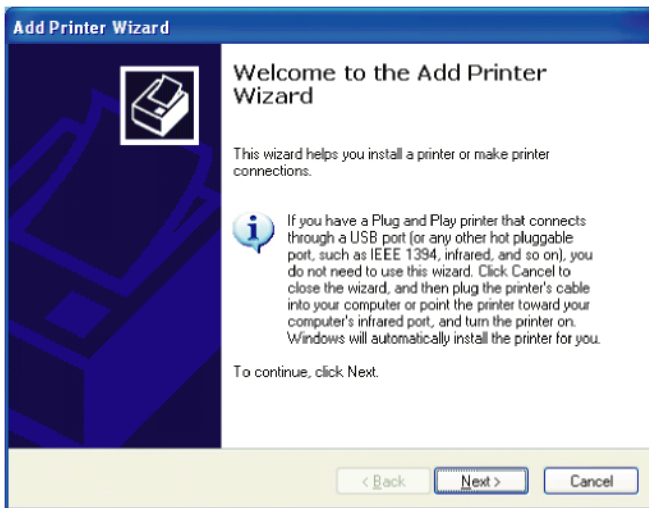 Add Printer Wizard
Welcome to the Add Printer
Wizard
This wizard helps you install a printer or make printer
connections.
If you have a Plug and Play printer that connects
through a USB port (or any other hot pluggable
port, such as IEEE 1394, infrared, and so on), you
do not need to use this wizard. Click Cancel to
close the wizard, and then plug the printer's cable
into your computer or point the printer toward your
computer's infrared port, and turn the printer on.
Windows will automatically install the printer for you.
To continue, click Next.
< Back Next > Cancel